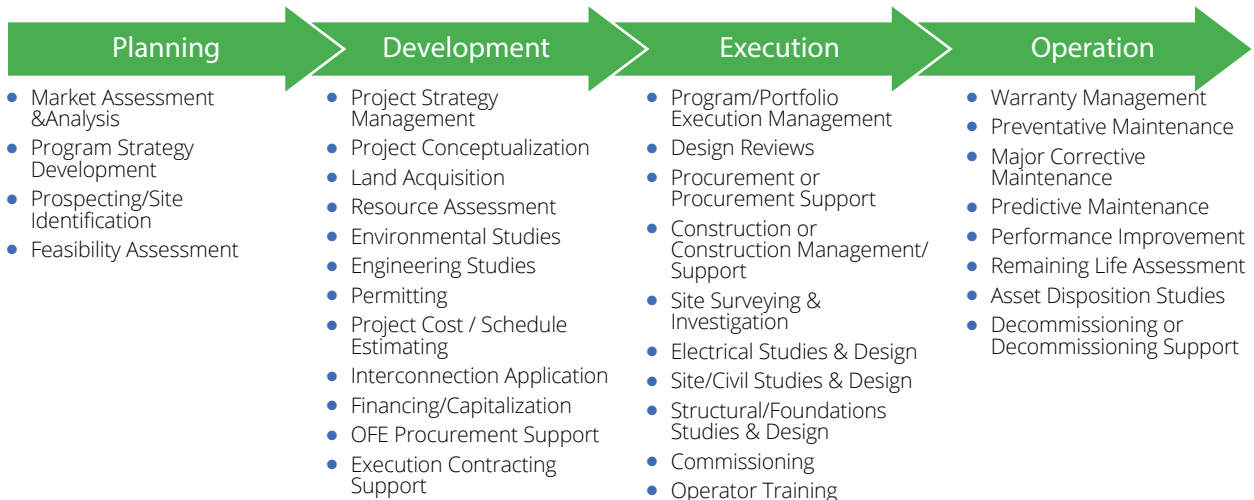 Planning
Development
Execution
Operation
Market Assessment
&Analysis
Program Strategy
Development
Prospecting/Site
Identification
Feasibility Assessment
Project Strategy
Management
Project Conceptualization
Land Acquisition
Resource Assessment
Environmental Studies
Engineering Studies
Permitting
Project Cost / Schedule
Estimating
Interconnection Application
Financing/Capitalization
OFE Procurement Support
Execution Contracting
Support
Program/Portfolio
Execution Management
Design Reviews
Procurement or
Procurement Support
Construction or
Construction Management/
Support
Site Surveying &
Investigation
Electrical Studies & Design
Site/Civil Studies & Design
Structural/Foundations
Studies & Design
Commissioning
Operator Training
Warranty Management
Preventative Maintenance
Major Corrective
Maintenance
Predictive Maintenance
Performance Improvement
Remaining Life Assessment
Asset Disposition Studies
Decommissioning or
Decommissioning Support